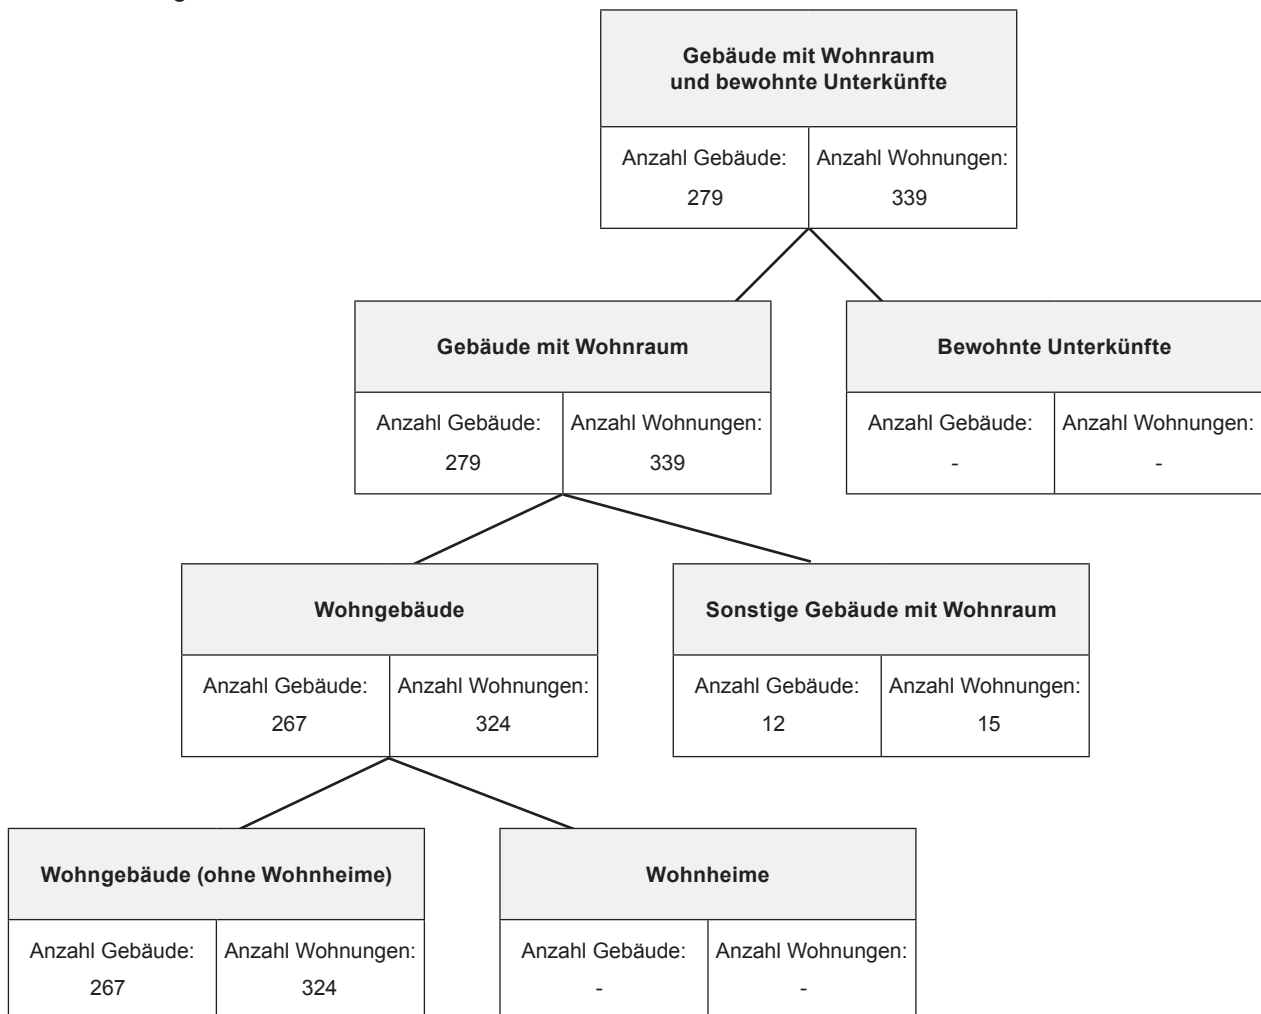 Gebäude mit Wohnraum
und bewohnte Unterkünfte
Anzahl Gebäude: Anzahl Wohnungen:
279 339
Gebäude mit Wohnraum Bewohnte Unterkünfte
Anzahl Gebäude: Anzahl Wohnungen: Anzahl Gebäude: Anzahl Wohnungen:
279 339 - -
Wohngebäude Sonstige Gebäude mit Wohnraum
Anzahl Gebäude: Anzahl Wohnungen: Anzahl Gebäude: Anzahl Wohnungen:
267 324 12 15
Wohngebäude (ohne Wohnheime) Wohnheime
Anzahl Gebäude: Anzahl Wohnungen: Anzahl Gebäude: Anzahl Wohnungen:
267 324 - -